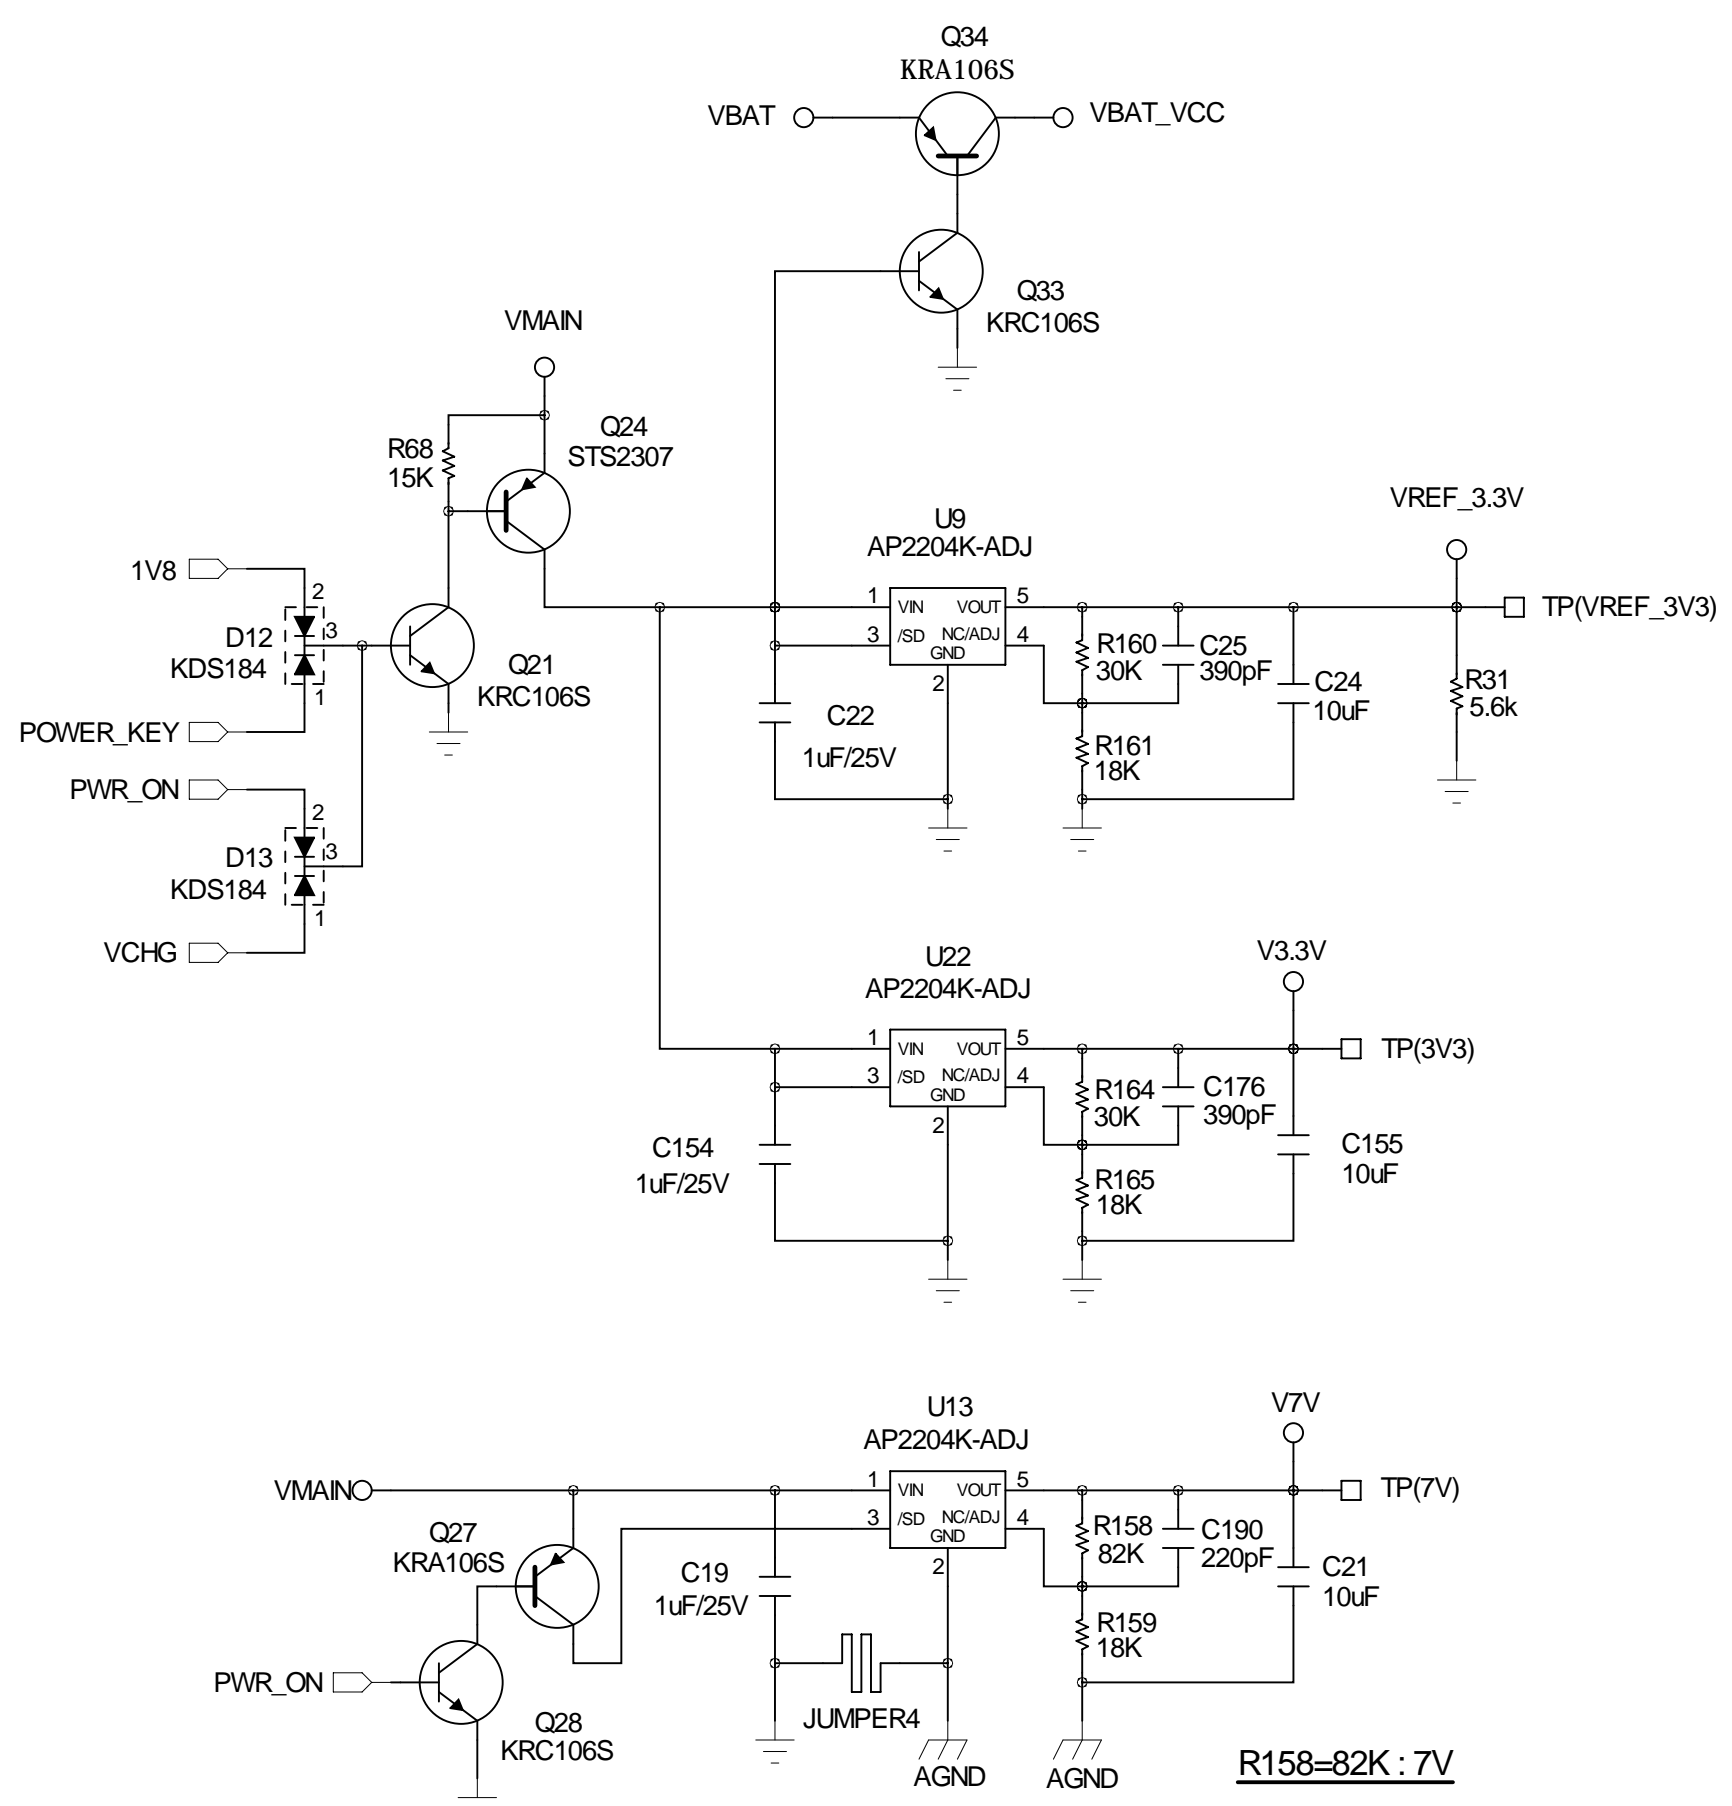 Q34
KRA106S
VBAT
VBAT_VCC
Q33
KRC106S
VMAIN
Q24
STS2307
R68
15K
VREF_3.3V
U9
AP2204K-ADJ
1V8
2
1
VIN
VOUT
5
TP(VREF_3V3)
D12
KDS184
3
3
/SD
NC/ADJ
4
GND
R160
30K
C25
390pF
Q21
KRC106S
1
2
C24
10uF
R31
5.6k
POWER_KEY
C22
1uF/25V
R161
18K
PWR_ON
2
D13
KDS184
3
1
VCHG
U22
AP2204K-ADJ
V3.3V
1
VIN
VOUT
5
TP(3V3)
3
/SD
NC/ADJ
4
GND
R164
30K
C176
390pF
2
C154
1uF/25V
C155
10uF
R165
18K
U13
AP2204K-ADJ
V7V
VMAIN
1
VIN
VOUT
5
TP(7V)
3
/SD
NC/ADJ
4
GND
Q27
KRA106S
R158
82K
C190
220pF
C19
1uF/25V
2
C21
10uF
R159
18K
PWR_ON
JUMPER4
Q28
KRC106S
AGND
AGND
R158=82K : 7V